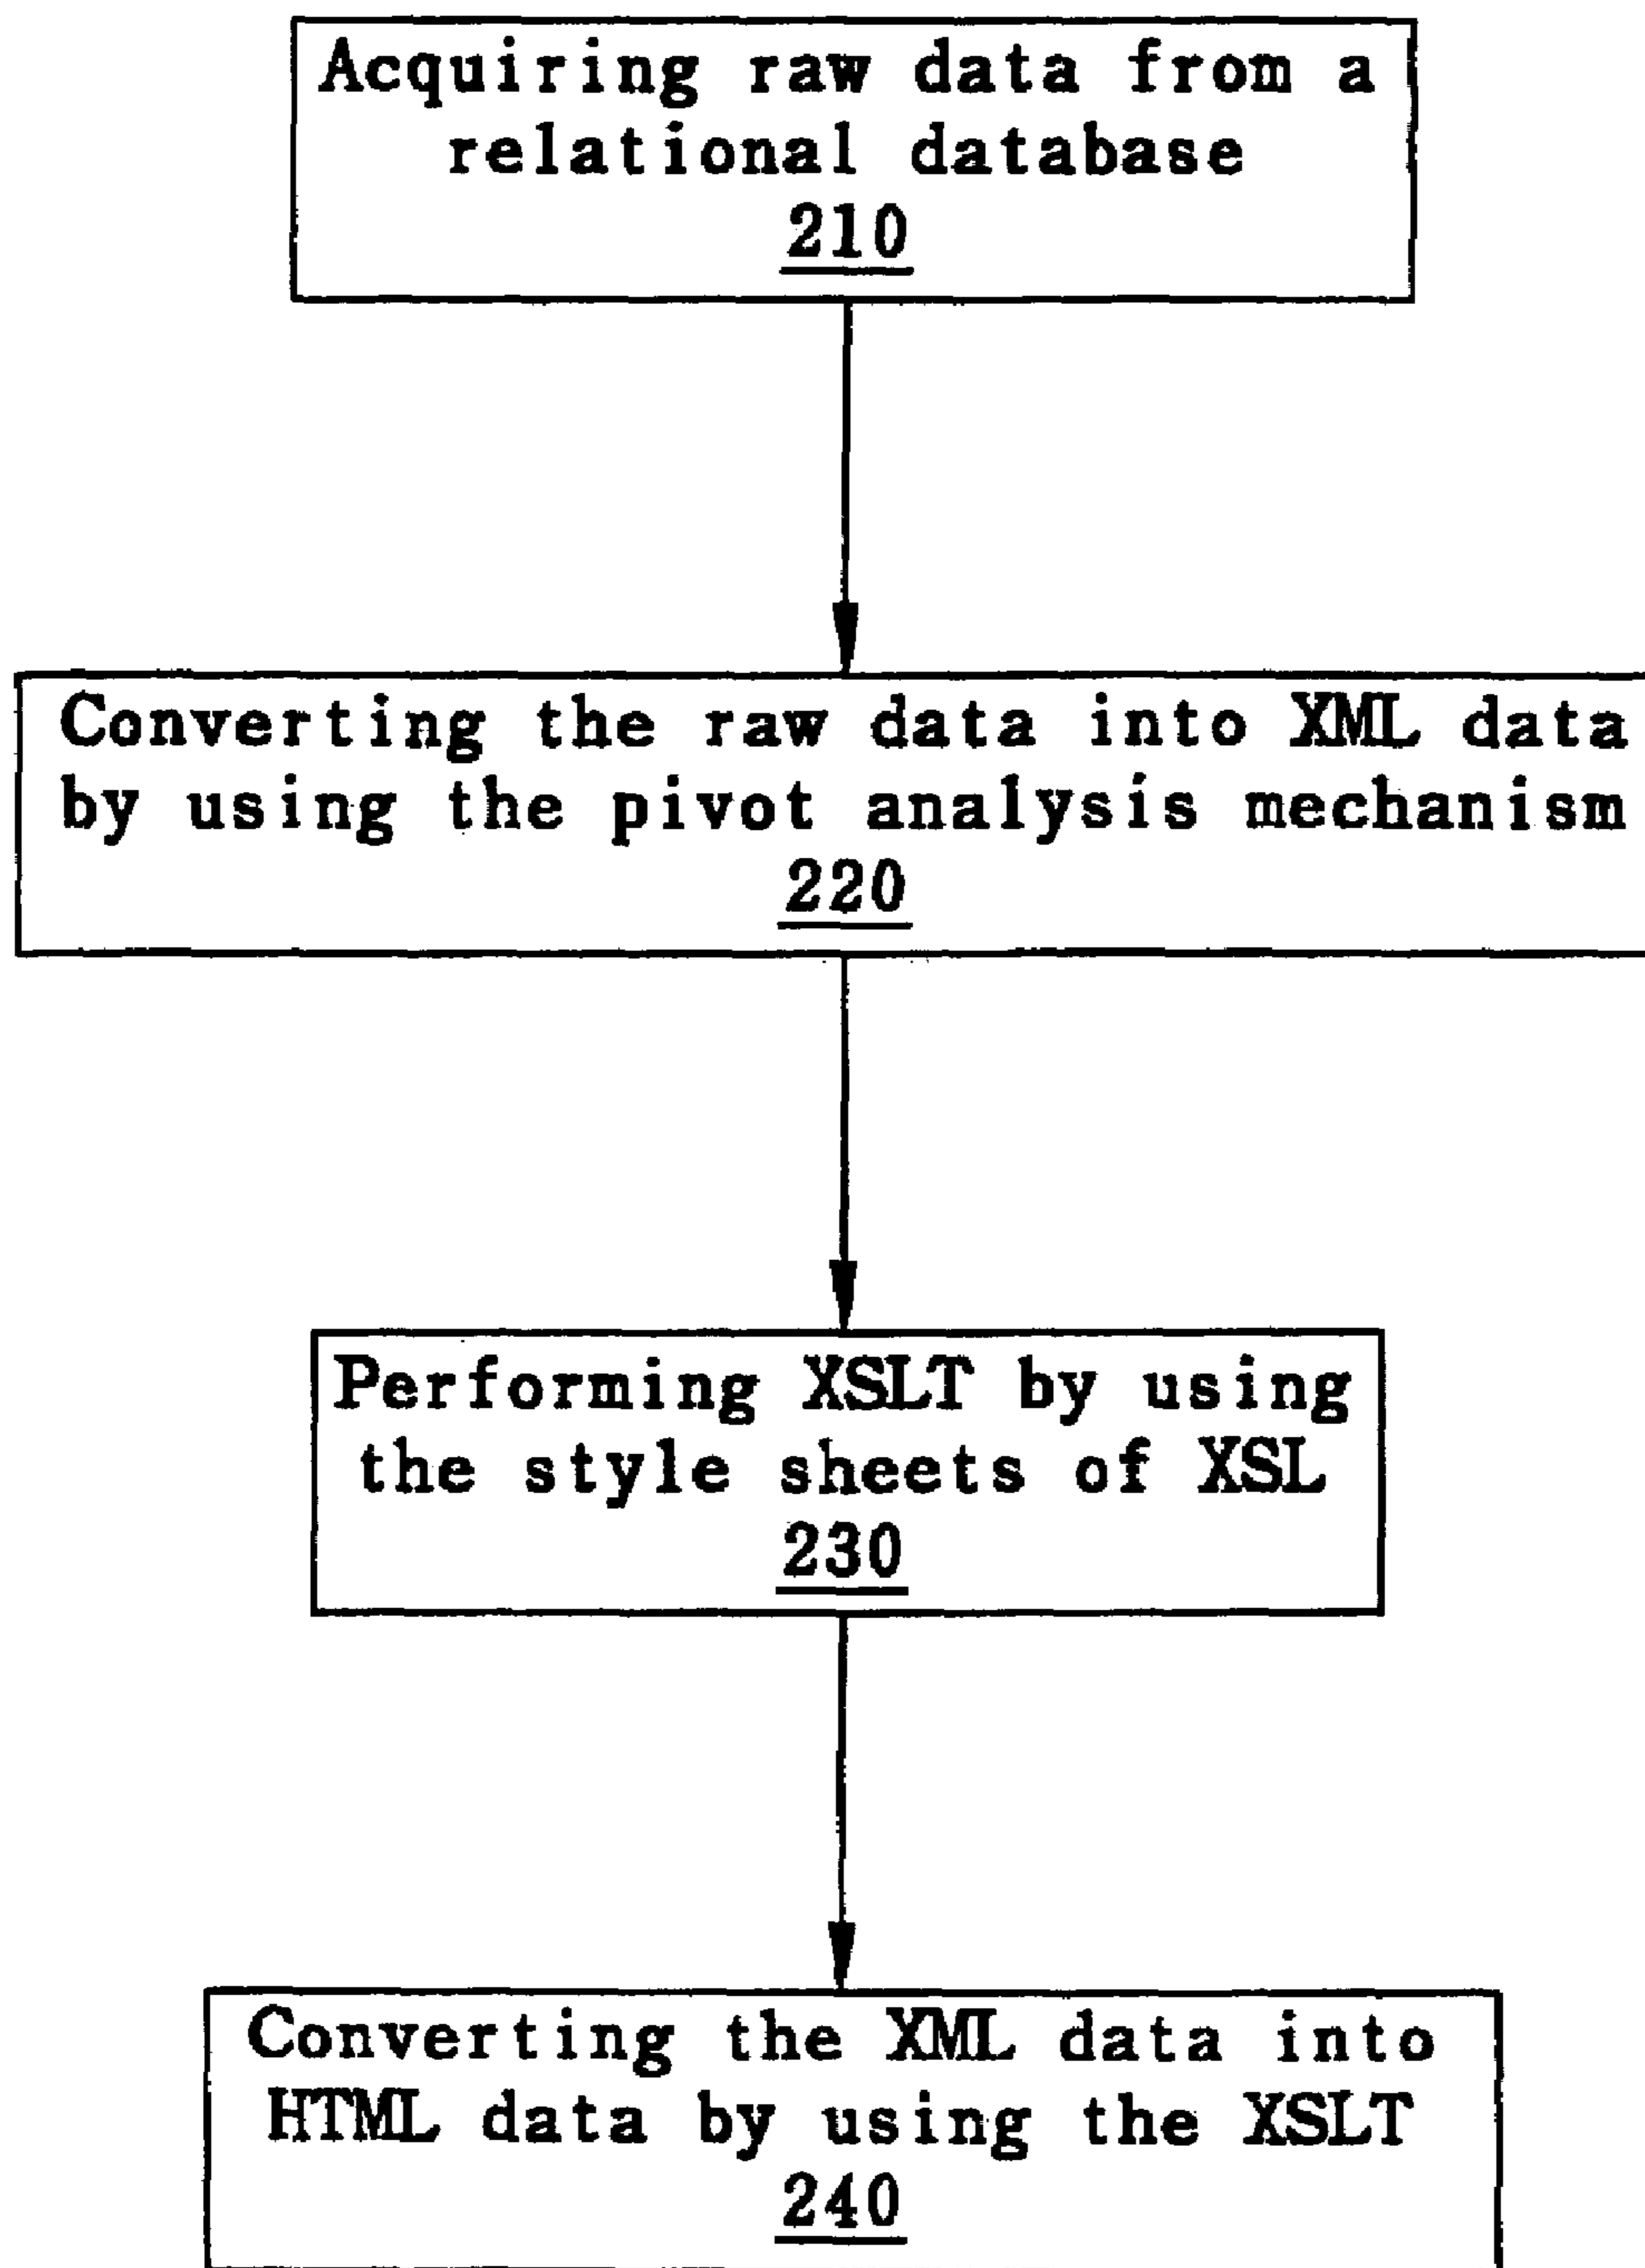 Acquiring raw data from a
relational database
210
Converting the raw data into XML data
by using the pivot analysis mechanism
220
Performing XSLT by using
the style sheets of XSL
230
Converting the XML data into
HTML data by using the XSLT
240